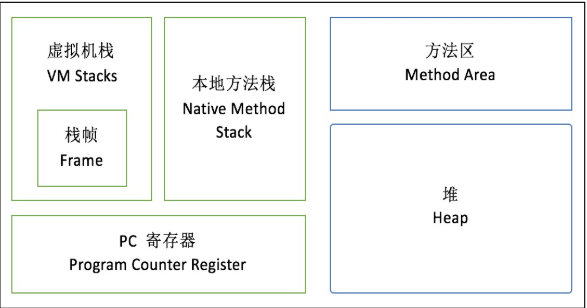 虚拟机栈
VM Stacks
栈帧
Frame
本地方法栈
Native Method
Stack
PC 寄存器
Program Counter Register
方法区
Method Area
堆
Heap